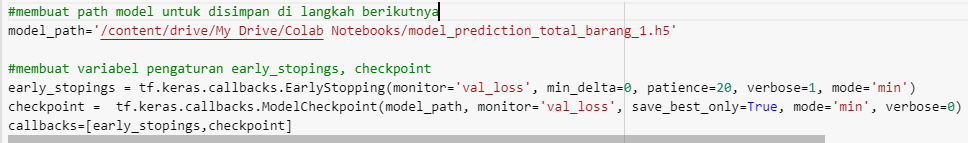 #membuat path model untuk disimpan di langkah berikutnya
model_path='/content/drive/My Drive/Colab Notebooks/model_prediction_total_barang_1.h5'
#membuat variabel pengaturan early_stopings, checkpoint
early_stopings = tf.keras.callbacks.EarlyStopping(monitor='val_loss', min_delta=0, patience=20, verbose=1, mode='min')
checkpoint =  tf.keras.callbacks.ModelCheckpoint(model_path, monitor='val_loss', save_best_only=True, mode='min', verbose=0)
callbacks=[early_stopings,checkpoint]